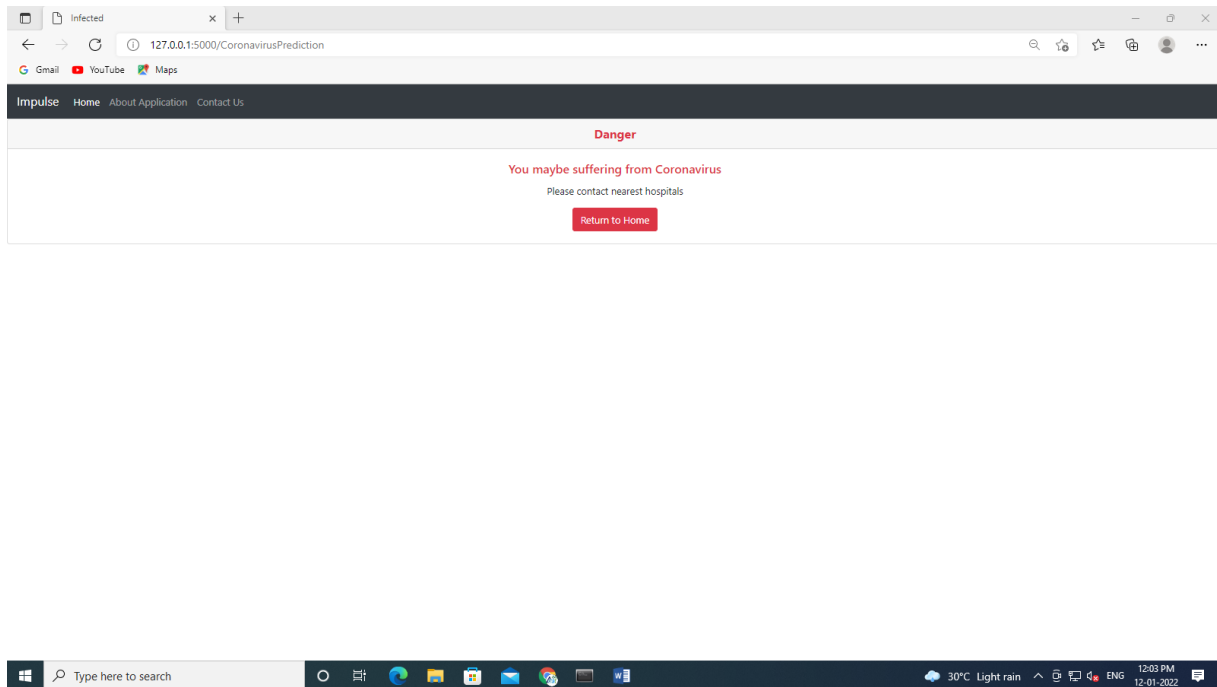 Infected
127.0.0.1:5000/CoronavirusPrediction
Gmail YouTube Maps
Impulse Home About Application Contact Us
Danger
You maybe suffering from Coronavirus
Please contact nearest hospitals
Return to Home
Type here to search
30°C Light rain ENG
12:03 PM
12-01-2022